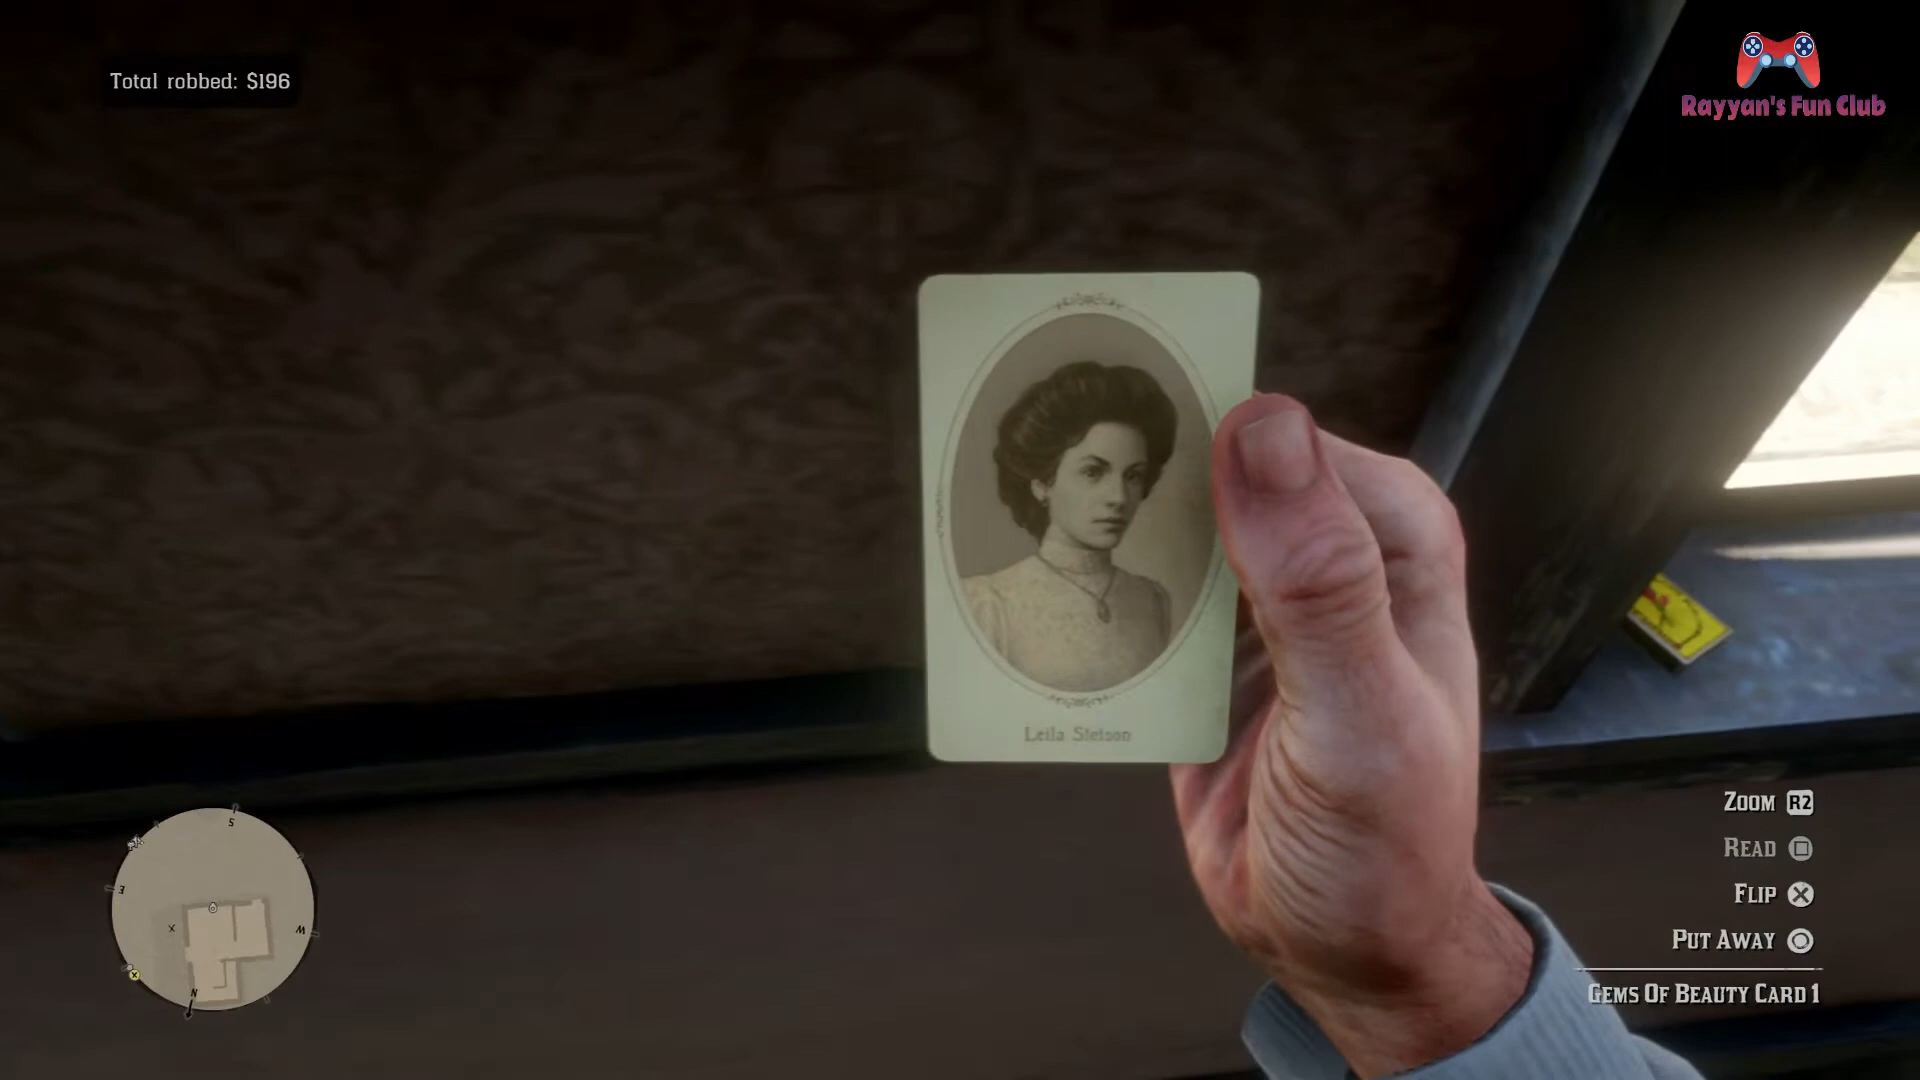 Total robbed: $196
Rayyan's Fun Club
Leila Stetson
ZOOM R2
READ
FLIP
PUT AWAY
GEMS OF BEAUTY CARD 1
S
E
W
N